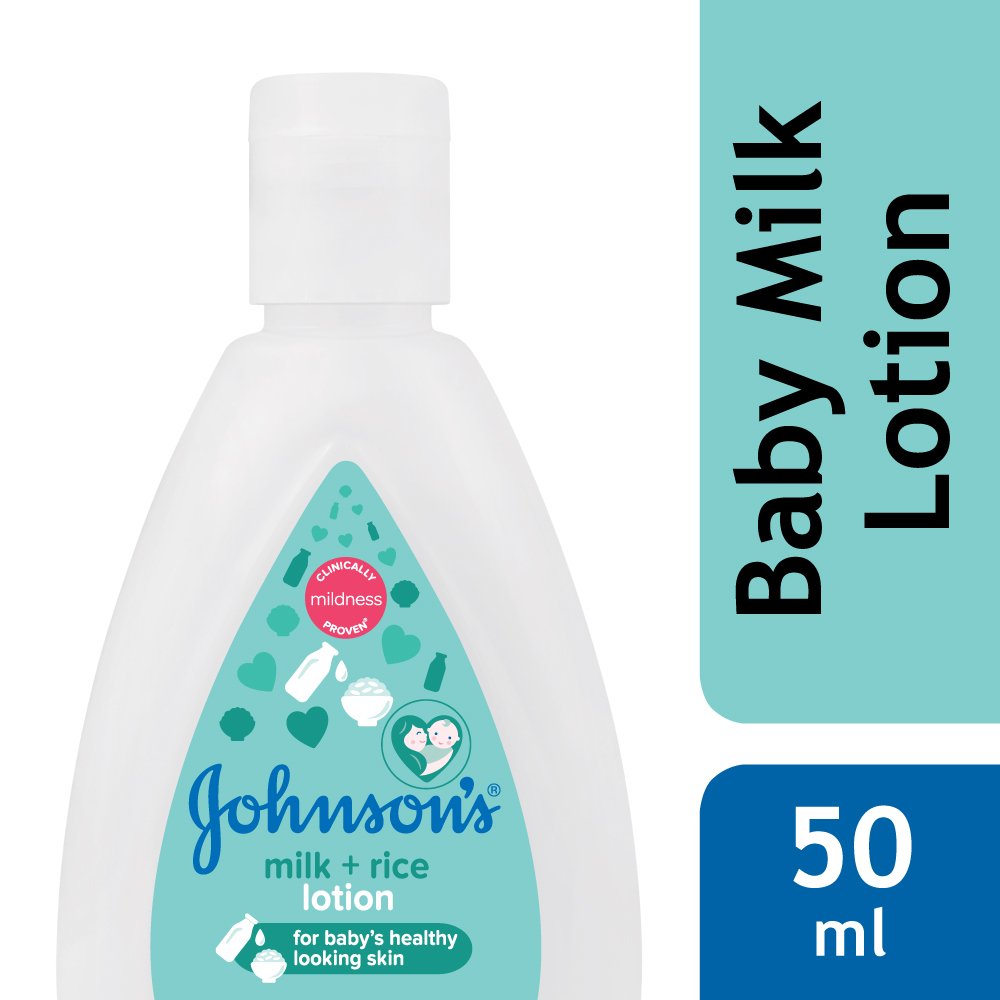 CLINICALLY
mildness
PROVEN®
Johnson's®
milk + rice
lotion
for baby's healthy
looking skin
Baby Milk
Lotion
50
ml